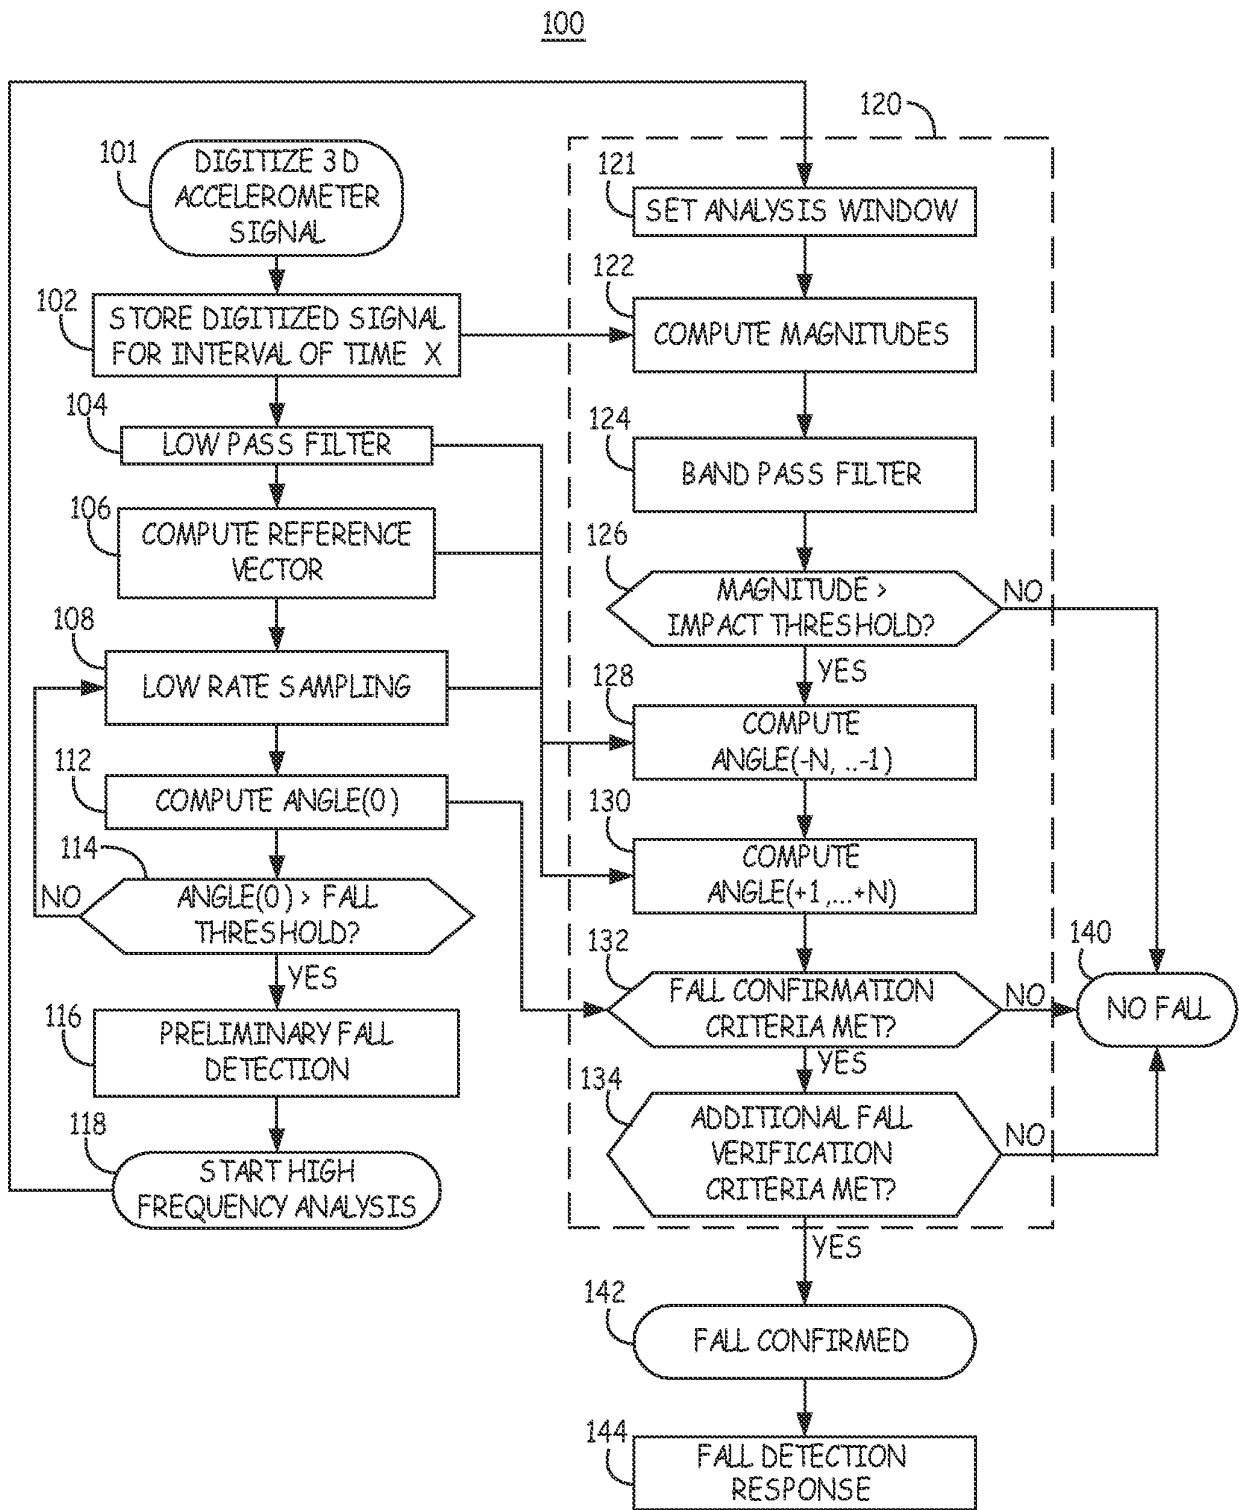 100
120
101
DIGITIZE 3D
ACCELEROMETER
SIGNAL
102
STORE DIGITIZED SIGNAL
FOR INTERVAL OF TIME X
104
LOW PASS FILTER
106
COMPUTE REFERENCE
VECTOR
108
LOW RATE SAMPLING
112
COMPUTE ANGLE(0)
114
ANGLE(0) > FALL
THRESHOLD?
NO
YES
116
PRELIMINARY FALL
DETECTION
118
START HIGH
FREQUENCY ANALYSIS
121
SET ANALYSIS WINDOW
122
COMPUTE MAGNITUDES
124
BAND PASS FILTER
126
MAGNITUDE >
IMPACT THRESHOLD?
NO
YES
128
COMPUTE
ANGLE(-N, ..-1)
130
COMPUTE
ANGLE(+1,...+N)
132
FALL CONFIRMATION
CRITERIA MET?
NO
YES
140
NO FALL
134
ADDITIONAL FALL
VERIFICATION
CRITERIA MET?
NO
YES
142
FALL CONFIRMED
144
FALL DETECTION
RESPONSE